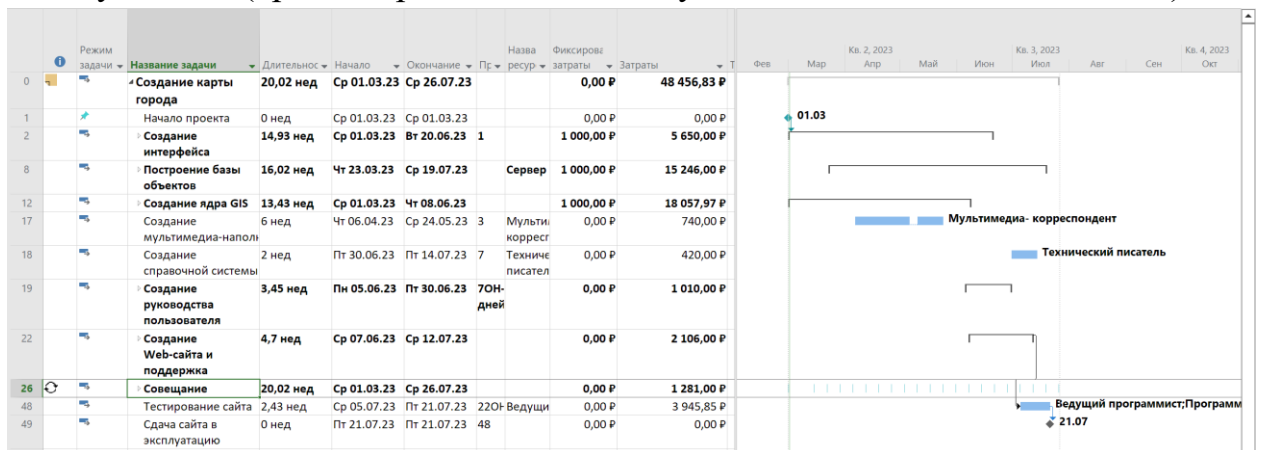 Режим задачи Название задачи Длительнос Начало Окончание Пр Назва ресур Фиксирова затраты Затраты Т
Кв. 2, 2023 Кв. 3, 2023 Кв. 4, 2023
Фев Мар Апр Май Июн Июл Авг Сен Окт
0 Создание карты города 20,02 нед Ср 01.03.23 Ср 26.07.23 0,00 ₽ 48 456,83 ₽
1 Начало проекта 0 нед Ср 01.03.23 Ср 01.03.23 0,00 ₽ 0,00 ₽ 01.03
2 Создание интерфейса 14,93 нед Ср 01.03.23 Вт 20.06.23 1 1 000,00 ₽ 5 650,00 ₽
8 Построение базы объектов 16,02 нед Чт 23.03.23 Ср 19.07.23 Сервер 1 000,00 ₽ 15 246,00 ₽
12 Создание ядра GIS 13,43 нед Ср 01.03.23 Чт 08.06.23 1 000,00 ₽ 18 057,97 ₽
17 Создание мультимедиа-наполн 6 нед Чт 06.04.23 Ср 24.05.23 3 Мульти корресп 0,00 ₽ 740,00 ₽ Мультимедиа- корреспондент
18 Создание справочной системы 2 нед Пт 30.06.23 Пт 14.07.23 7 Техниче писател 0,00 ₽ 420,00 ₽ Технический писатель
19 Создание руководства пользователя 3,45 нед Пн 05.06.23 Пт 30.06.23 7ОН- дней 0,00 ₽ 1 010,00 ₽
22 Создание Web-сайта и поддержка 4,7 нед Ср 07.06.23 Ср 12.07.23 0,00 ₽ 2 106,00 ₽
26 Совещание 20,02 нед Ср 01.03.23 Ср 26.07.23 0,00 ₽ 1 281,00 ₽
48 Тестирование сайта 2,43 нед Ср 05.07.23 Пт 21.07.23 22ОН Ведущи 0,00 ₽ 3 945,85 ₽ Ведущий программист;Программ
49 Сдача сайта в эксплуатацию 0 нед Пт 21.07.23 Пт 21.07.23 48 0,00 ₽ 0,00 ₽ 21.07